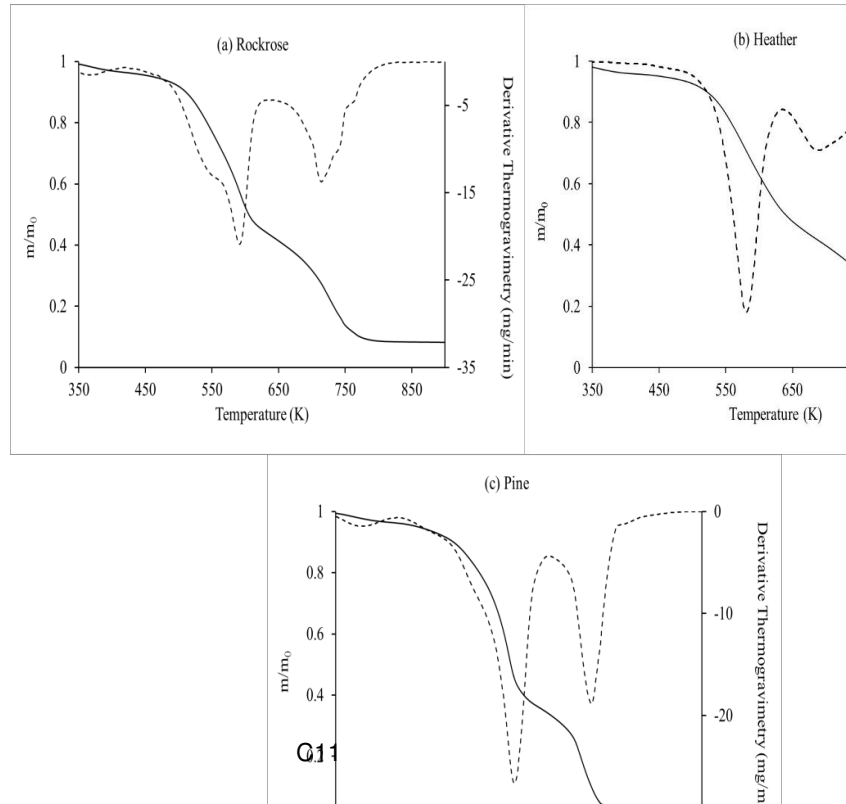 (a) Rockrose
1
0.8
0.6
0.4
0.2
0
m/m₀
-5
-15
-25
-35
Derivative Thermogravimetry (mg/min)
350 450 550 650 750 850
Temperature (K)
(b) Heather
1
0.8
0.6
0.4
0.2
0
m/m₀
350 450 550 650
Temperature (K)
(c) Pine
1
0.8
0.6
0.4
m/m₀
0
-10
-20
Derivative Thermogravimetry